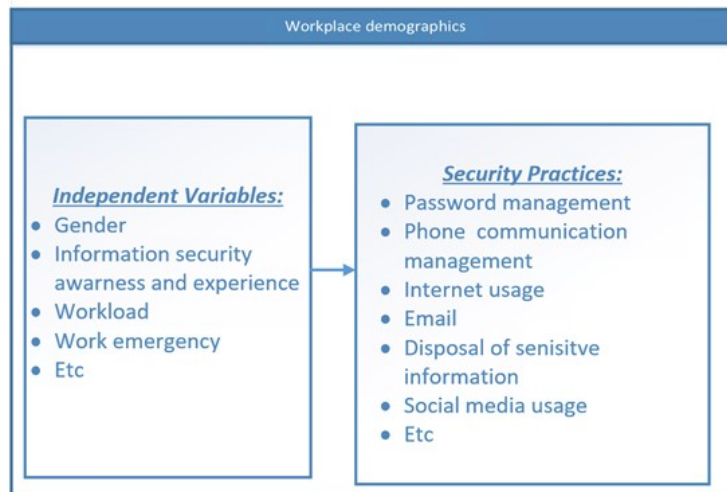 Workplace demographics
Independent Variables:
● Gender
● Information security
awarness and experience
● Workload
● Work emergency
● Etc
Security Practices:
● Password management
● Phone communication
management
● Internet usage
● Email
● Disposal of senisitve
information
● Social media usage
● Etc